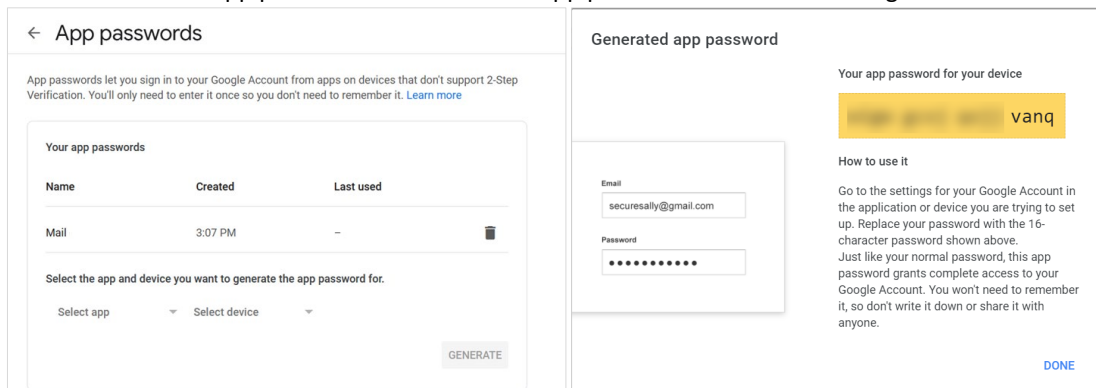 ← App passwords
App passwords let you sign in to your Google Account from apps on devices that don't support 2-Step
Verification. You'll only need to enter it once so you don't need to remember it. Learn more
Your app passwords
Name Created Last used
Mail 3:07 PM –
Select the app and device you want to generate the app password for.
Select app Select device
GENERATE
Generated app password
Your app password for your device
vanq
How to use it
Go to the settings for your Google Account in
the application or device you are trying to set
up. Replace your password with the 16-
character password shown above.
Just like your normal password, this app
password grants complete access to your
Google Account. You won't need to remember
it, so don't write it down or share it with
anyone.
DONE
Email
securesally@gmail.com
Password
•••••••••••